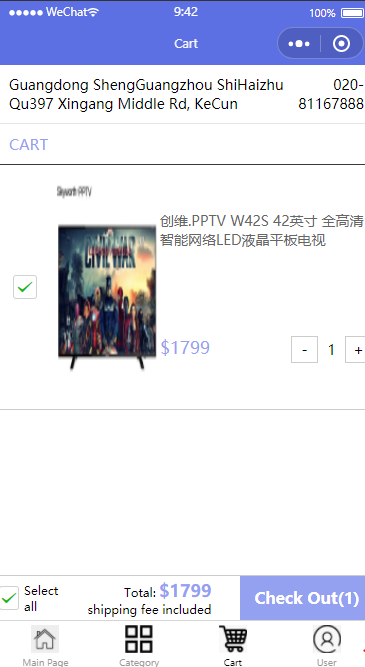 WeChat 9:42 100%
Cart
Guangdong ShengGuangzhou ShiHaizhu 020-
Qu397 Xingang Middle Rd, KeCun 81167888
CART
Skyworth PPTV
CIVIL WAR
创维.PPTV W42S 42英寸 全高清
智能网络LED液晶平板电视
$1799 - 1 +
Select Total: $1799 Check Out(1)
all shipping fee included
Main Page Category Cart User